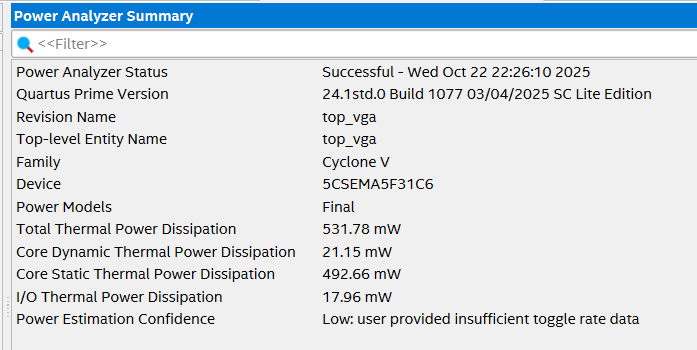 Power Analyzer Summary
<<Filter>>
Power Analyzer Status Successful - Wed Oct 22 22:26:10 2025
Quartus Prime Version 24.1std.0 Build 1077 03/04/2025 SC Lite Edition
Revision Name top_vga
Top-level Entity Name top_vga
Family Cyclone V
Device 5CSEMA5F31C6
Power Models Final
Total Thermal Power Dissipation 531.78 mW
Core Dynamic Thermal Power Dissipation 21.15 mW
Core Static Thermal Power Dissipation 492.66 mW
I/O Thermal Power Dissipation 17.96 mW
Power Estimation Confidence Low: user provided insufficient toggle rate data